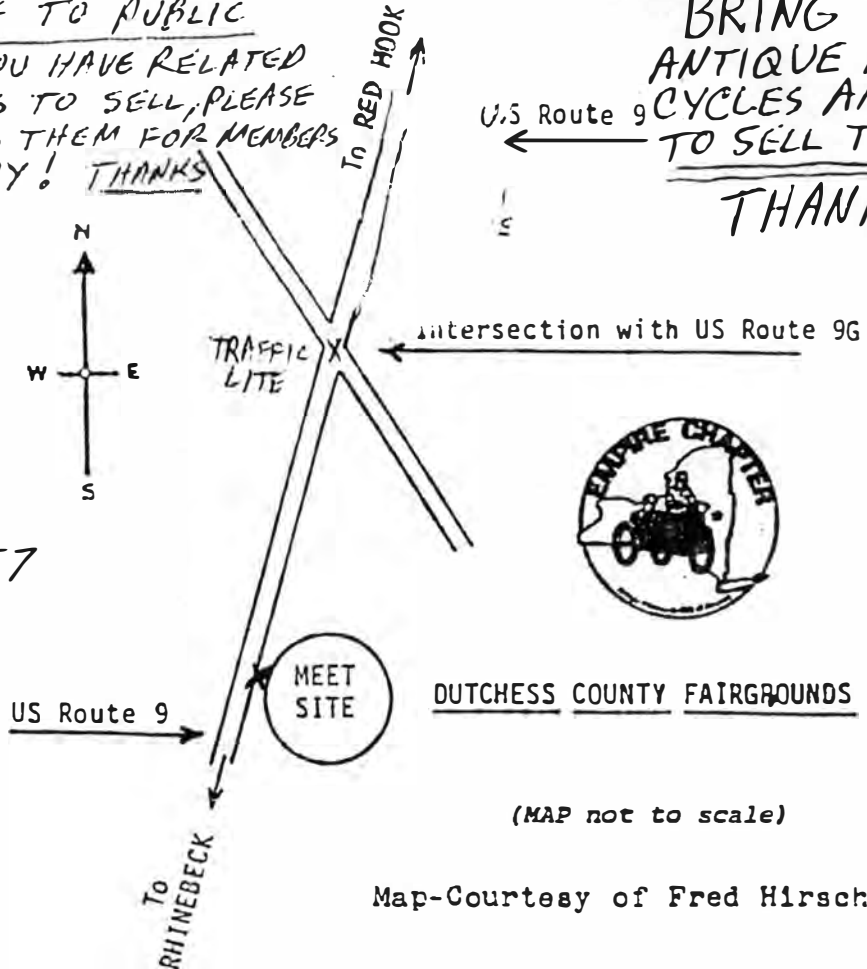 TO PUBLIC
OU HAVE RELATED
S TO SELL, PLEASE
THEM FOR MEMBERS
Y! THANKS
BRING
ANTIQUE
CYCLES
TO SELL
THAN
To RED HOOK
U.S Route 9
N
W
E
S
TRAFFIC
LITE
X
intersection with US Route 9G
EMPIRE CHAPTER
7
MEET
SITE
DUTCHESS COUNTY FAIRGROUNDS
US Route 9
(MAP not to scale)
To
RHINEBECK
Map-Courtesy of Fred Hirsch